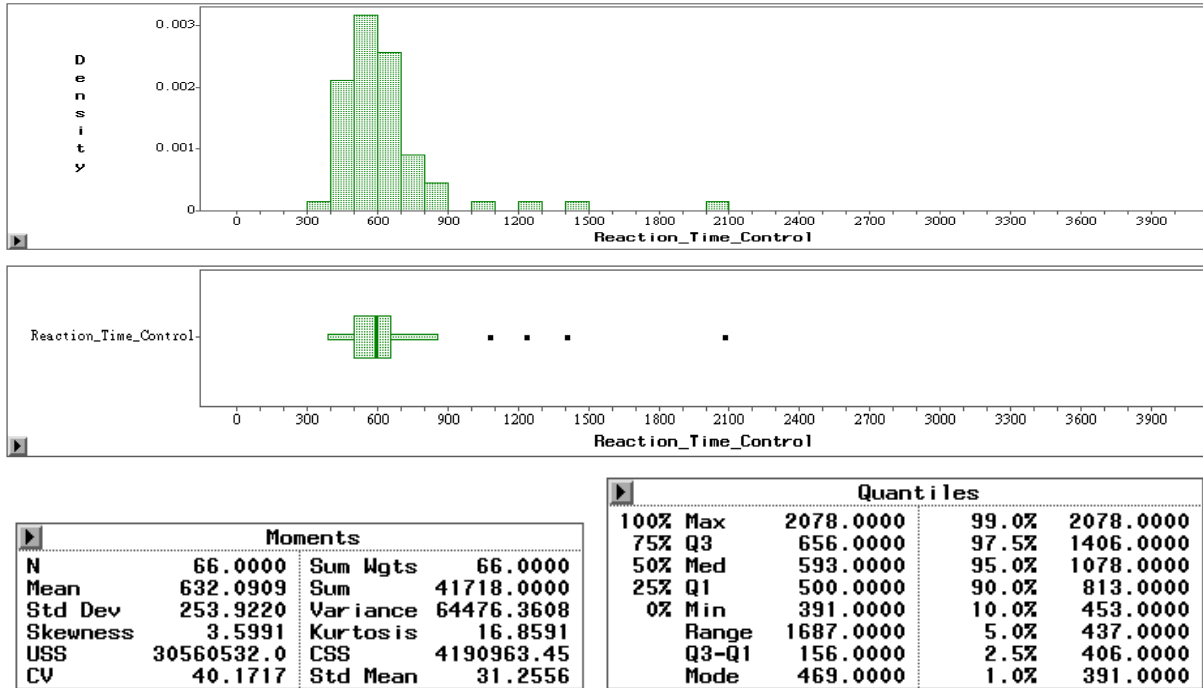 Density
0.003
0.002
0.001
0
0 300 600 900 1200 1500 1800 2100 2400 2700 3000 3300 3600 3900
Reaction_Time_Control
Reaction_Time_Control
0 300 600 900 1200 1500 1800 2100 2400 2700 3000 3300 3600 3900
Reaction_Time_Control
Moments
N 66.0000 Sum Wgts 66.0000
Mean 632.0909 Sum 41718.0000
Std Dev 253.9220 Variance 64476.3608
Skewness 3.5991 Kurtosis 16.8591
USS 30560532.0 CSS 4190963.45
CV 40.1717 Std Mean 31.2556
Quantiles
100% Max 2078.0000 99.0% 2078.0000
75% Q3 656.0000 97.5% 1406.0000
50% Med 593.0000 95.0% 1078.0000
25% Q1 500.0000 90.0% 813.0000
0% Min 391.0000 10.0% 453.0000
Range 1687.0000 5.0% 437.0000
Q3-Q1 156.0000 2.5% 406.0000
Mode 469.0000 1.0% 391.0000